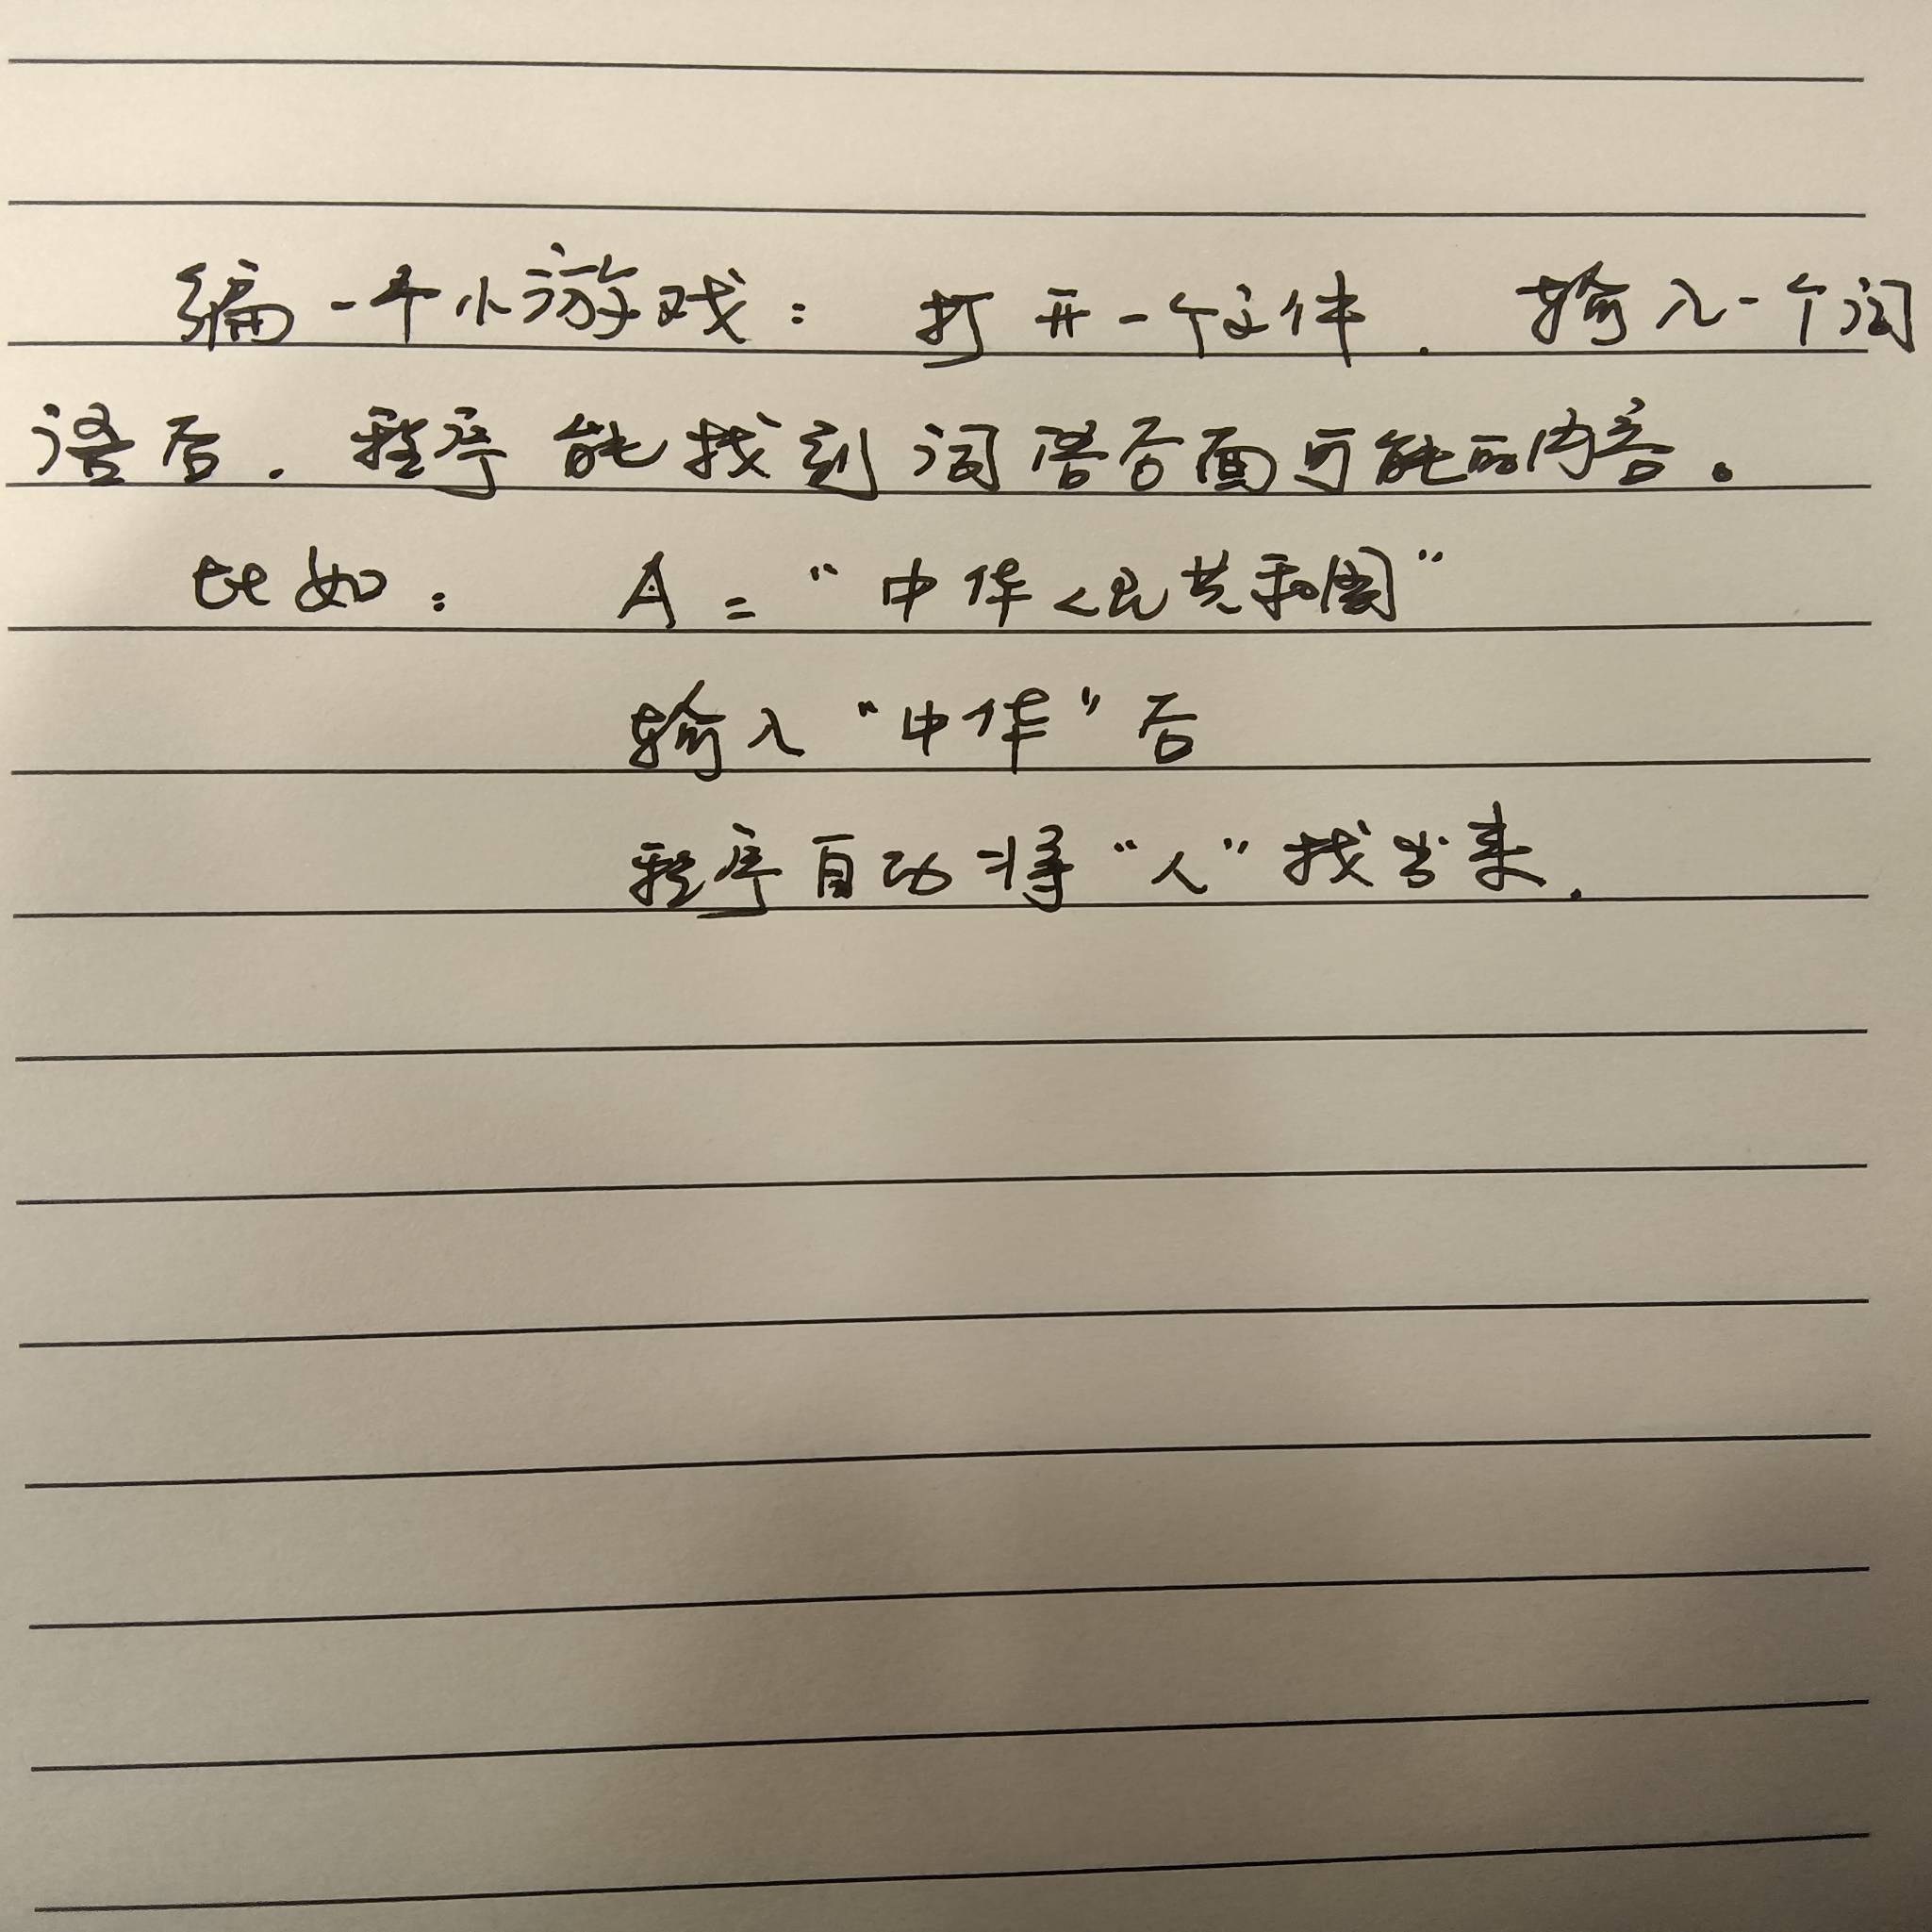 编一个小游戏：打开一个文件．输入一个词
语后．程序能找到词语后面可能的内容。
比如：A="中华人民共和国"
输入"中华"后
程序自动将"人"找出来．